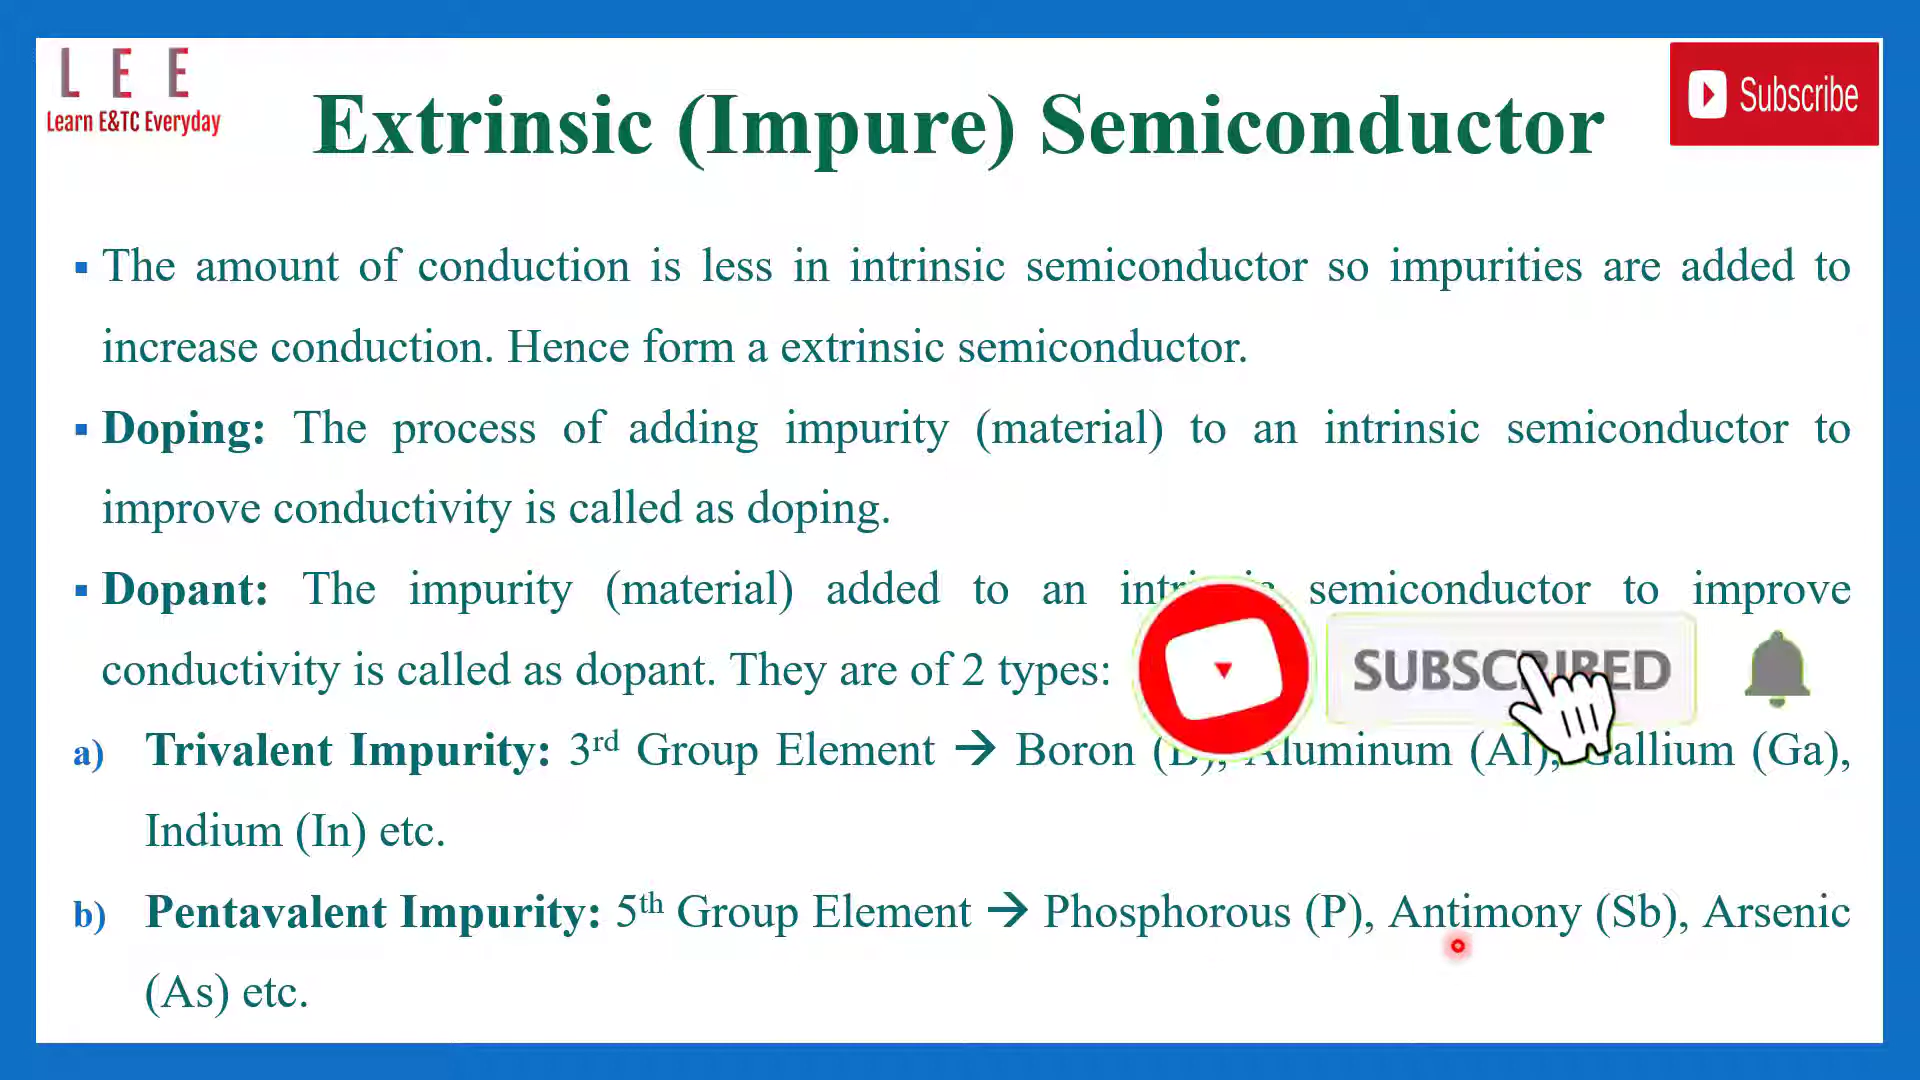 L E E
Learn E&TC Everyday
Subscribe
Extrinsic (Impure) Semiconductor
▪ The amount of conduction is less in intrinsic semiconductor so impurities are added to
increase conduction. Hence form a extrinsic semiconductor.
▪ Doping: The process of adding impurity (material) to an intrinsic semiconductor to
improve conductivity is called as doping.
▪ Dopant: The impurity (material) added to an intrinsic semiconductor to improve
conductivity is called as dopant. They are of 2 types:
SUBSCRIBED
a) Trivalent Impurity: 3rd Group Element → Boron (B), Aluminum (Al), Gallium (Ga),
Indium (In) etc.
b) Pentavalent Impurity: 5th Group Element → Phosphorous (P), Antimony (Sb), Arsenic
(As) etc.